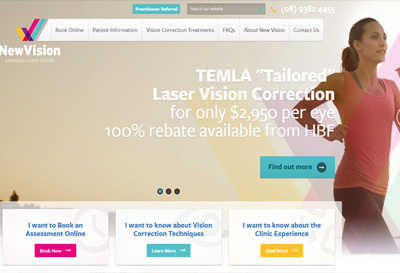 Practitioner Referral
Search our website
(08) 9382 4455
NewVision
ADVANCED LASER CENTRE
Book Online
Patient Information
Vision Correction Treatments
FAQs
About New Vision
Contact Us
TEMLA "Tailored"
Laser Vision Correction
for only $2,950 per eye
100% rebate available from HBF
Find out more
I want to Book an
Assessment Online
Book Now
I want to know about Vision
Correction Techniques
Learn More
I want to know about
the Clinic Experience
Read More